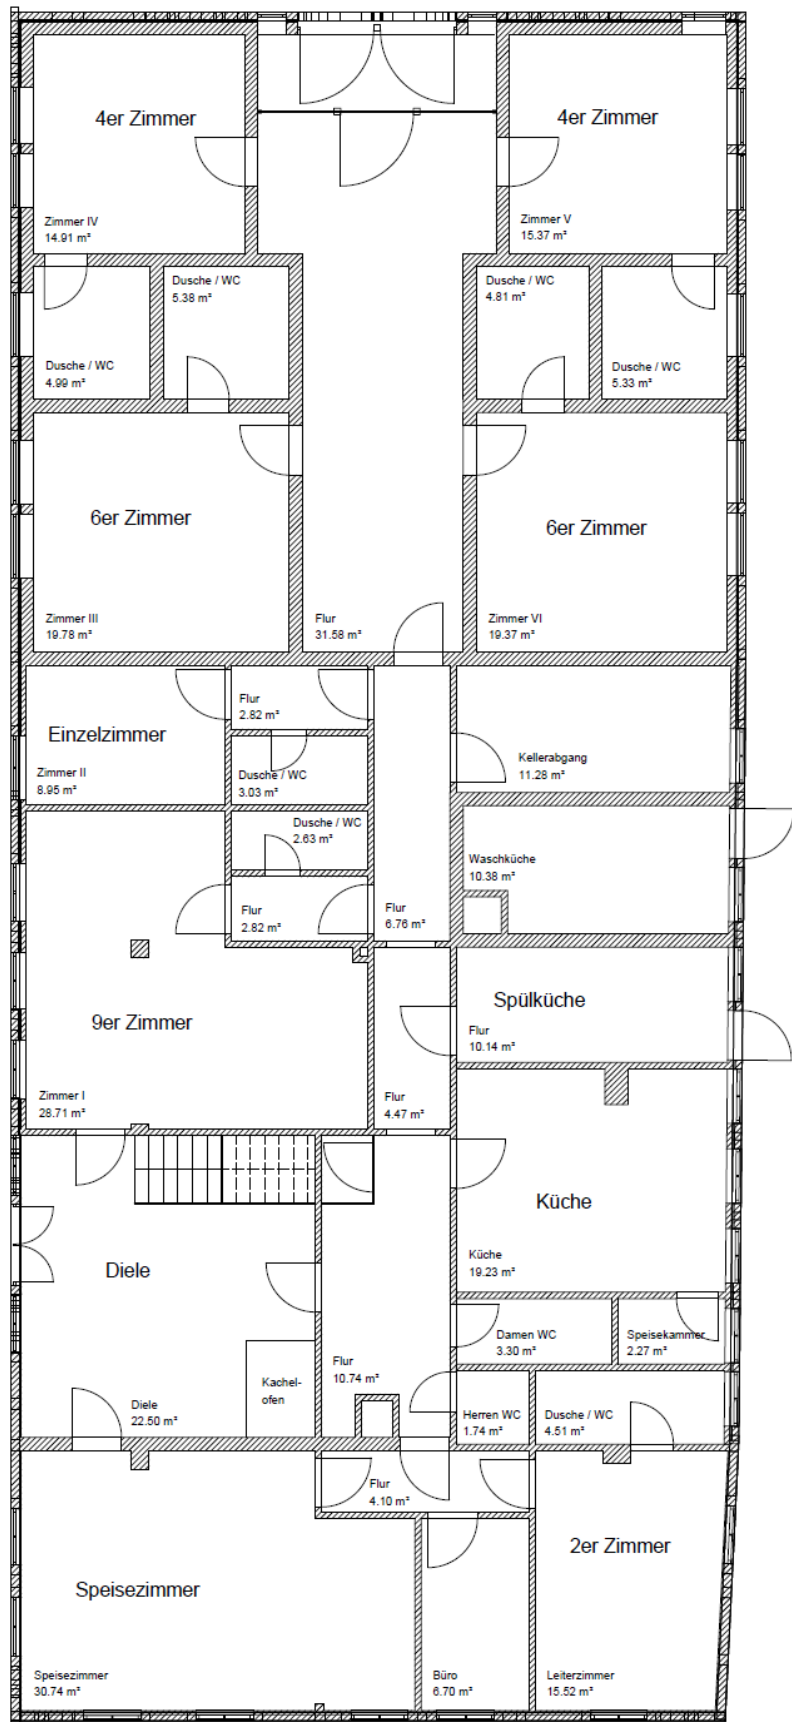 4er Zimmer
4er Zimmer
Zimmer IV
14.91 m²
Zimmer V
15.37 m²
Dusche / WC
5.38 m²
Dusche / WC
4.81 m²
Dusche / WC
4.99 m²
Dusche / WC
5.33 m²
6er Zimmer
6er Zimmer
Zimmer III
19.78 m²
Flur
31.58 m²
Zimmer VI
19.37 m²
Flur
2.82 m²
Einzelzimmer
Zimmer II
8.95 m²
Dusche / WC
3.03 m²
Kellerabgang
11.28 m²
Dusche / WC
2.63 m²
Waschküche
10.38 m²
Flur
2.82 m²
Flur
6.76 m²
9er Zimmer
Spülküche
Flur
10.14 m²
Zimmer I
28.71 m²
Flur
4.47 m²
Küche
Küche
19.23 m²
Diele
Damen WC
3.30 m²
Speisekammer
2.27 m²
Flur
10.74 m²
Kachel-
ofen
Diele
22.50 m²
Herren WC
1.74 m²
Dusche / WC
4.51 m²
Flur
4.10 m²
2er Zimmer
Speisezimmer
Speisezimmer
30.74 m²
Büro
6.70 m²
Leiterzimmer
15.52 m²